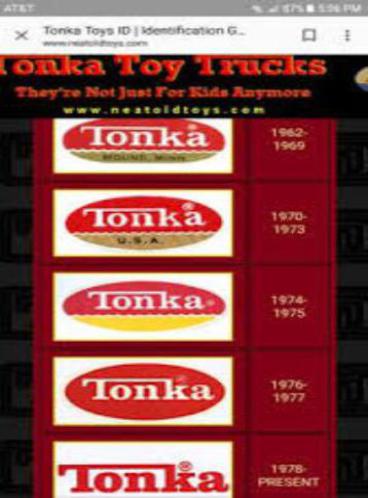 AT&T 87% 5:06 PM
Tonka Toys ID | Identification G...
www.neatoldtoys.com
Tonka Toy Trucks
They're Not Just For Kids Anymore
www.neatoldtoys.com
Tonka
MOUND, MINN.
1962-
1969
Tonka®
U.S.A.
1970-
1973
Tonka®
1974-
1975
Tonka
1976-
1977
Tonka
1978-
PRESENT